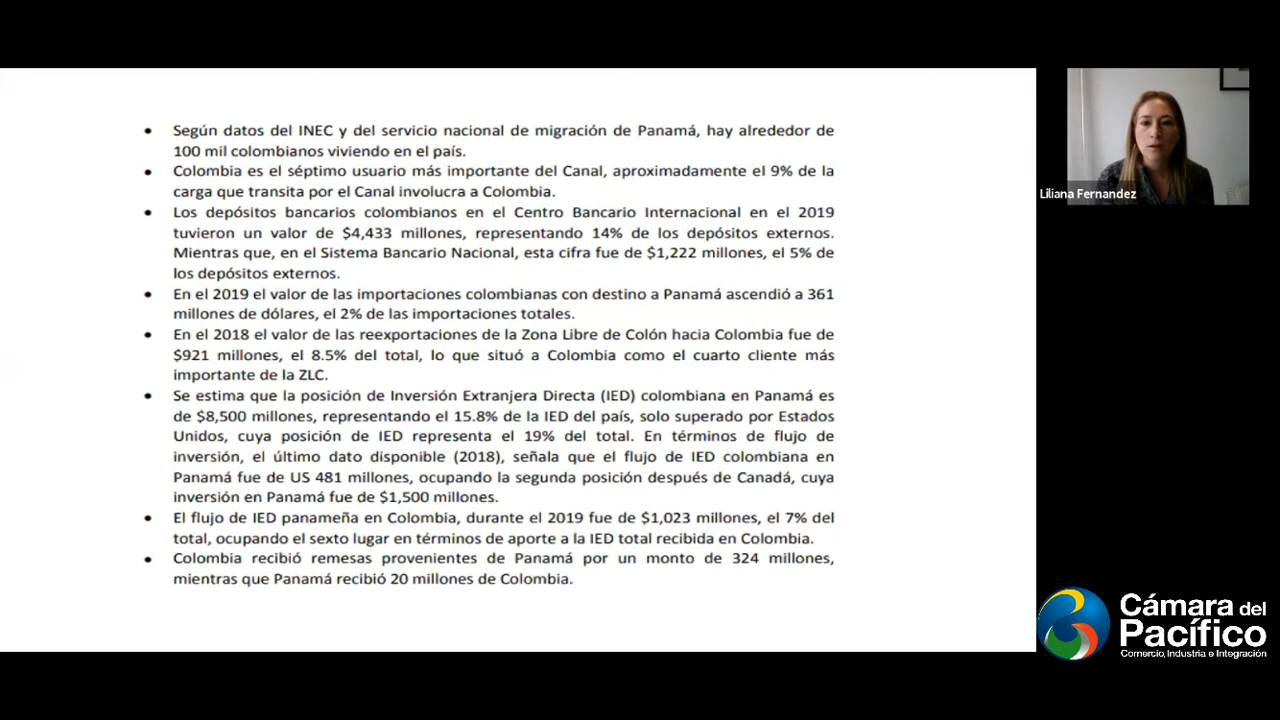 • Según datos del INEC y del servicio nacional de migración de Panamá, hay alrededor de
100 mil colombianos viviendo en el país.
• Colombia es el séptimo usuario más importante del Canal, aproximadamente el 9% de la
carga que transita por el Canal involucra a Colombia.
• Los depósitos bancarios colombianos en el Centro Bancario Internacional en el 2019
tuvieron un valor de $4,433 millones, representando 14% de los depósitos externos.
Mientras que, en el Sistema Bancario Nacional, esta cifra fue de $1,222 millones, el 5% de
los depósitos externos.
• En el 2019 el valor de las importaciones colombianas con destino a Panamá ascendió a 361
millones de dólares, el 2% de las importaciones totales.
• En el 2018 el valor de las reexportaciones de la Zona Libre de Colón hacia Colombia fue de
$921 millones, el 8.5% del total, lo que situó a Colombia como el cuarto cliente más
importante de la ZLC.
• Se estima que la posición de Inversión Extranjera Directa (IED) colombiana en Panamá es
de $8,500 millones, representando el 15.8% de la IED del país, solo superado por Estados
Unidos, cuya posición de IED representa el 19% del total. En términos de flujo de
inversión, el último dato disponible (2018), señala que el flujo de IED colombiana en
Panamá fue de US 481 millones, ocupando la segunda posición después de Canadá, cuya
inversión en Panamá fue de $1,500 millones.
• El flujo de IED panameña en Colombia, durante el 2019 fue de $1,023 millones, el 7% del
total, ocupando el sexto lugar en términos de aporte a la IED total recibida en Colombia.
• Colombia recibió remesas provenientes de Panamá por un monto de 324 millones,
mientras que Panamá recibió 20 millones de Colombia.
Liliana Fernandez
Cámara del
Pacífico
Comercio, Industria e Integración